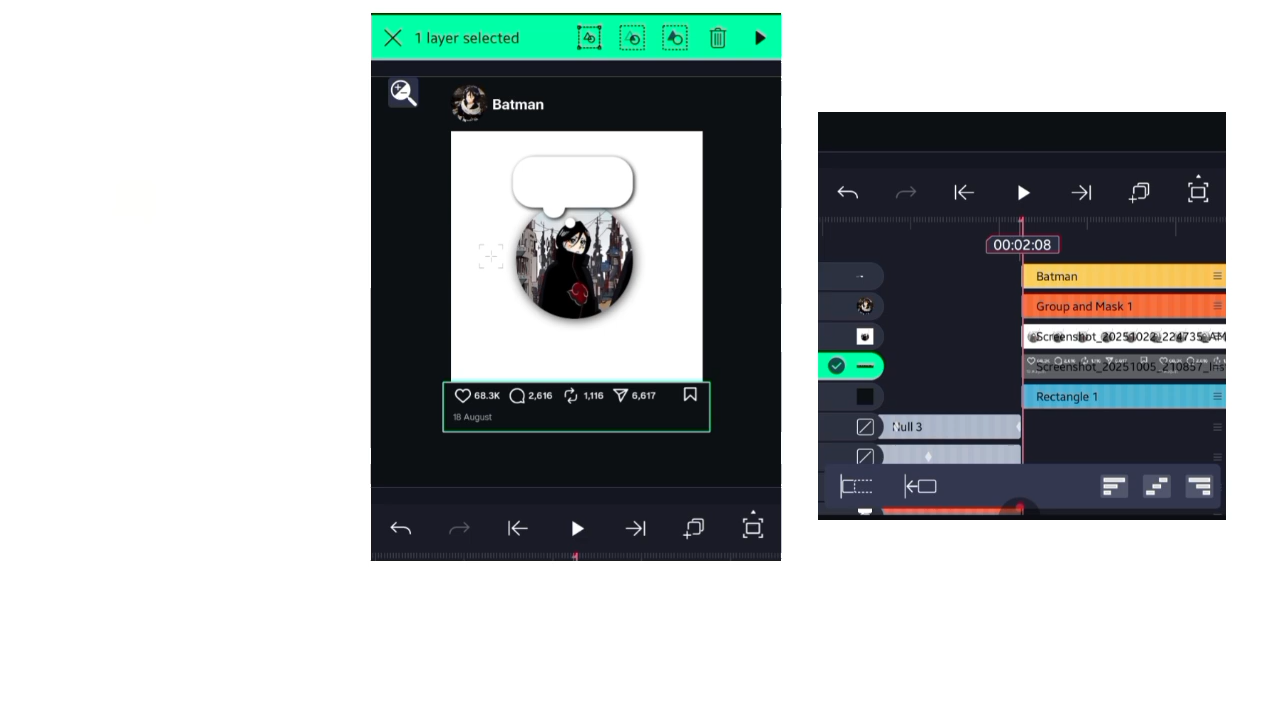 1 layer selected
Batman
68.3K 2,616 1,116 6,617
18 August
00:02:08
Batman
Group and Mask 1
Screenshot_20251022_224735_AM
Screenshot_20251005_210857_Ins
Rectangle 1
Null 3